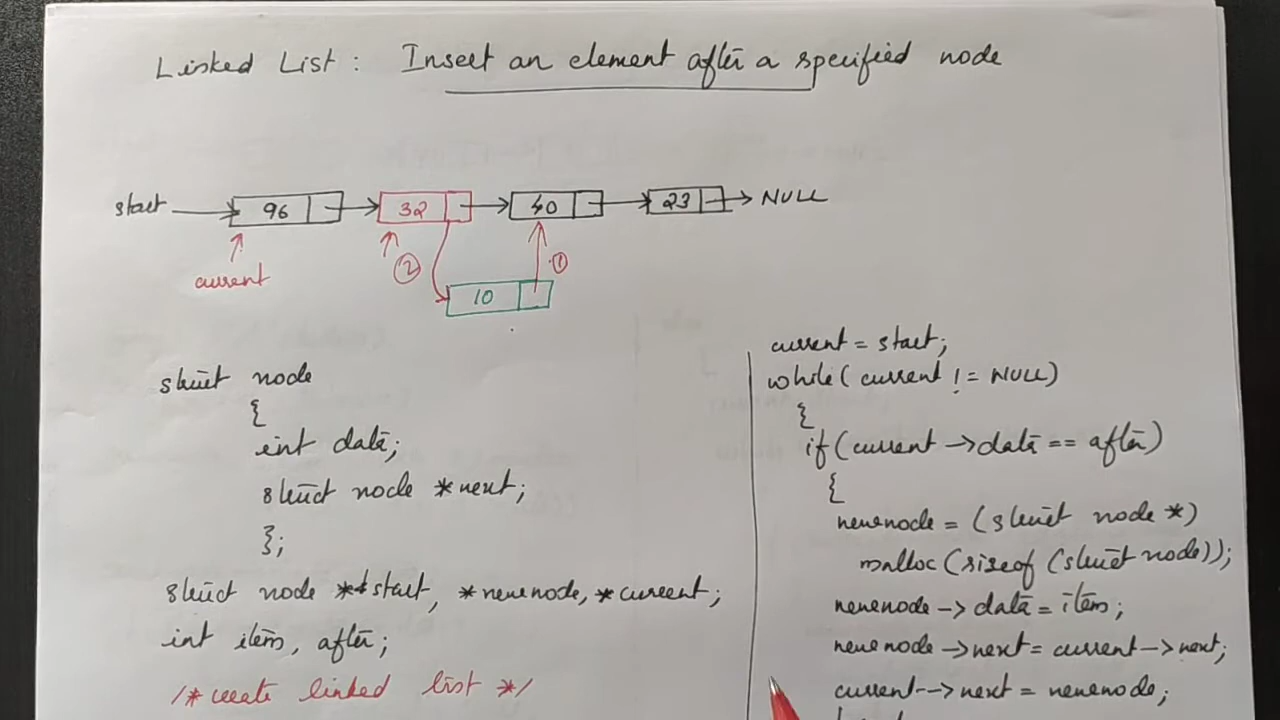 Linked List : Insert an element after a specified node
start 96 32 40 23 NULL
current 2 1
10
struct node
{
int data;
struct node *next;
};
struct node *start, *newnode, *current;
int item, after;
/* create linked list */
current = start;
while( current != NULL)
{
if(current ->data == after)
{
newnode = (struct node *)
malloc (sizeof (struct node));
newnode -> data = item;
newnode ->next = current ->next;
current ->next = newnode;